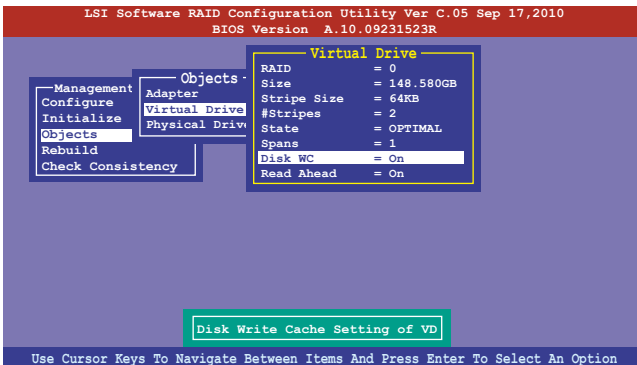 LSI Software RAID Configuration Utility Ver C.05 Sep 17,2010
BIOS Version A.10.09231523R
Management
Configure
Initialize
Objects
Rebuild
Check Consistency
Objects
Adapter
Virtual Drive
Physical Driv
Virtual Drive
RAID = 0
Size = 148.580GB
Stripe Size = 64KB
#Stripes = 2
State = OPTIMAL
Spans = 1
Disk WC = On
Read Ahead = On
Disk Write Cache Setting of VD
Use Cursor Keys To Navigate Between Items And Press Enter To Select An Option